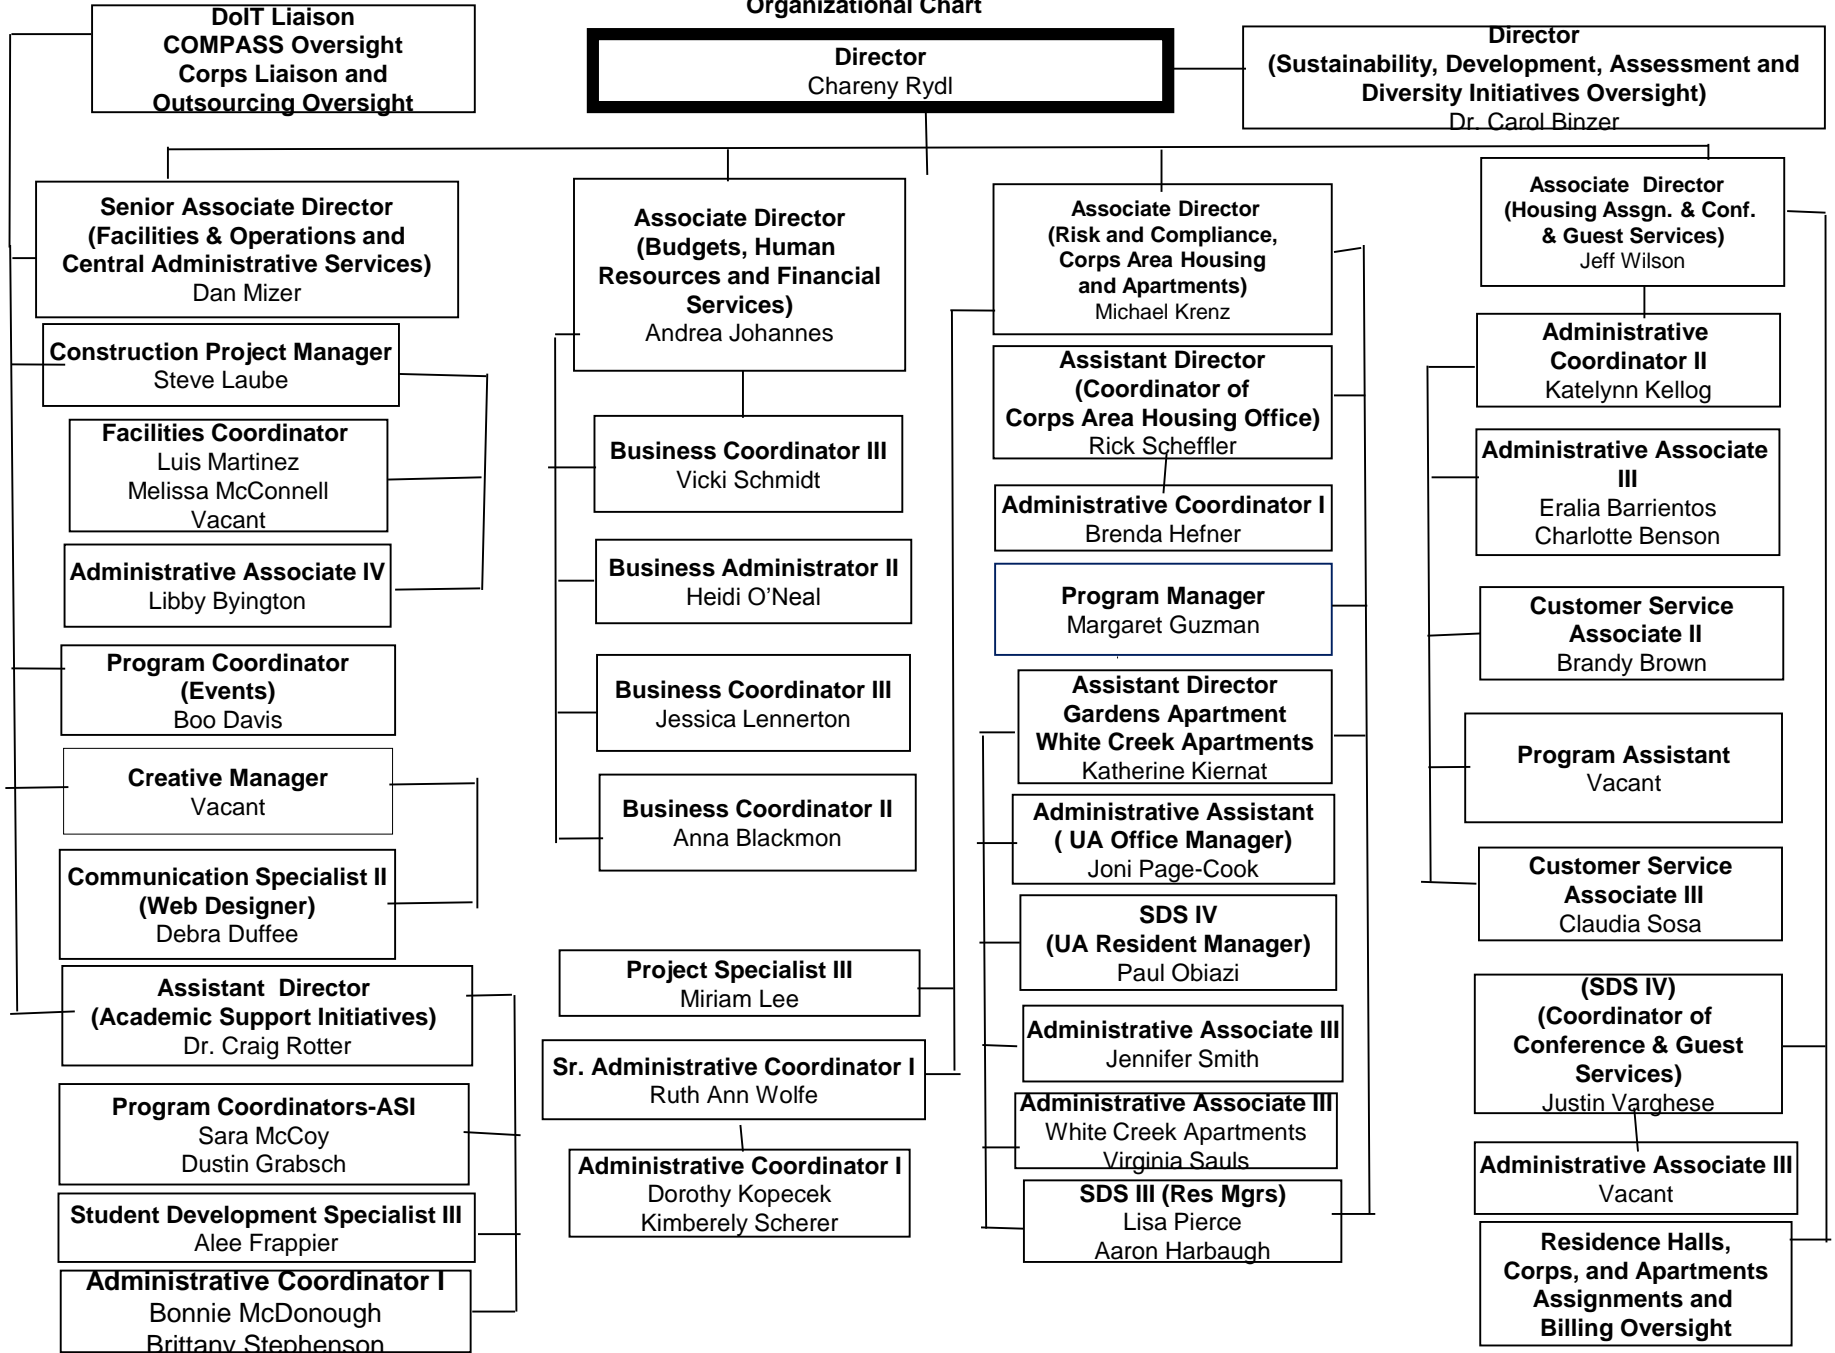 Organizational Chart
DoIT Liaison
COMPASS Oversight
Corps Liaison and
Outsourcing Oversight
Director
Chareny Rydl
Director
(Sustainability, Development, Assessment and
Diversity Initiatives Oversight)
Dr. Carol Binzer
Senior Associate Director
(Facilities & Operations and
Central Administrative Services)
Dan Mizer
Construction Project Manager
Steve Laube
Facilities Coordinator
Luis Martinez
Melissa McConnell
Vacant
Administrative Associate IV
Libby Byington
Program Coordinator
(Events)
Boo Davis
Creative Manager
Vacant
Communication Specialist II
(Web Designer)
Debra Duffee
Assistant  Director
(Academic Support Initiatives)
Dr. Craig Rotter
Program Coordinators-ASI
Sara McCoy
Dustin Grabsch
Student Development Specialist III
Alee Frappier
Administrative Coordinator I
Bonnie McDonough
Brittany Stephenson
Associate Director
(Budgets, Human
Resources and Financial
Services)
Andrea Johannes
Business Coordinator III
Vicki Schmidt
Business Administrator II
Heidi O’Neal
Business Coordinator III
Jessica Lennerton
Business Coordinator II
Anna Blackmon
Project Specialist III
Miriam Lee
Sr. Administrative Coordinator I
Ruth Ann Wolfe
Administrative Coordinator I
Dorothy Kopecek
Kimberely Scherer
Associate Director
(Risk and Compliance,
Corps Area Housing
and Apartments)
Michael Krenz
Assistant Director
(Coordinator of
Corps Area Housing Office)
Rick Scheffler
Administrative Coordinator I
Brenda Hefner
Program Manager
Margaret Guzman
Assistant Director
Gardens Apartment
White Creek Apartments
Katherine Kiernat
Administrative Assistant
( UA Office Manager)
Joni Page-Cook
SDS IV
(UA Resident Manager)
Paul Obiazi
Administrative Associate III
Jennifer Smith
Administrative Associate III
White Creek Apartments
Virginia Sauls
SDS III (Res Mgrs)
Lisa Pierce
Aaron Harbaugh
Associate  Director
(Housing Assgn. & Conf.
& Guest Services)
Jeff Wilson
Administrative
Coordinator II
Katelynn Kellog
Administrative Associate
III
Eralia Barrientos
Charlotte Benson
Customer Service
Associate II
Brandy Brown
Program Assistant
Vacant
Customer Service
Associate III
Claudia Sosa
(SDS IV)
(Coordinator of
Conference & Guest
Services)
Justin Varghese
Administrative Associate III
Vacant
Residence Halls,
Corps, and Apartments
Assignments and
Billing Oversight